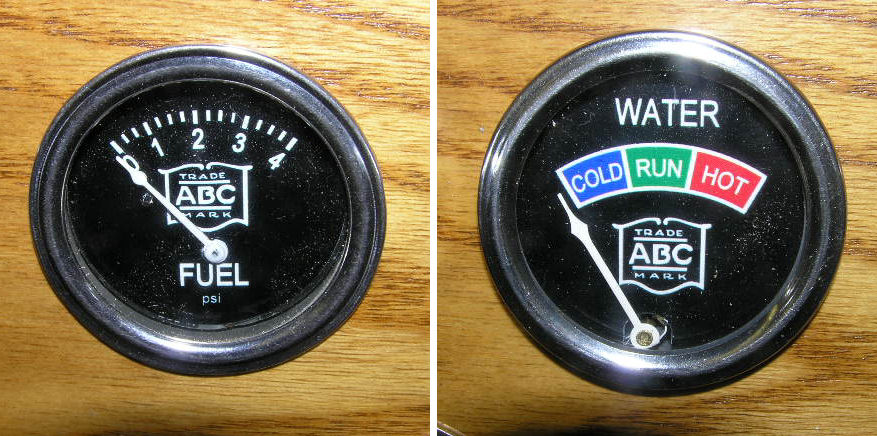 0 1 2 3 4
TRADE
ABC
MARK
FUEL
psi
WATER
COLD RUN HOT
TRADE
ABC
MARK